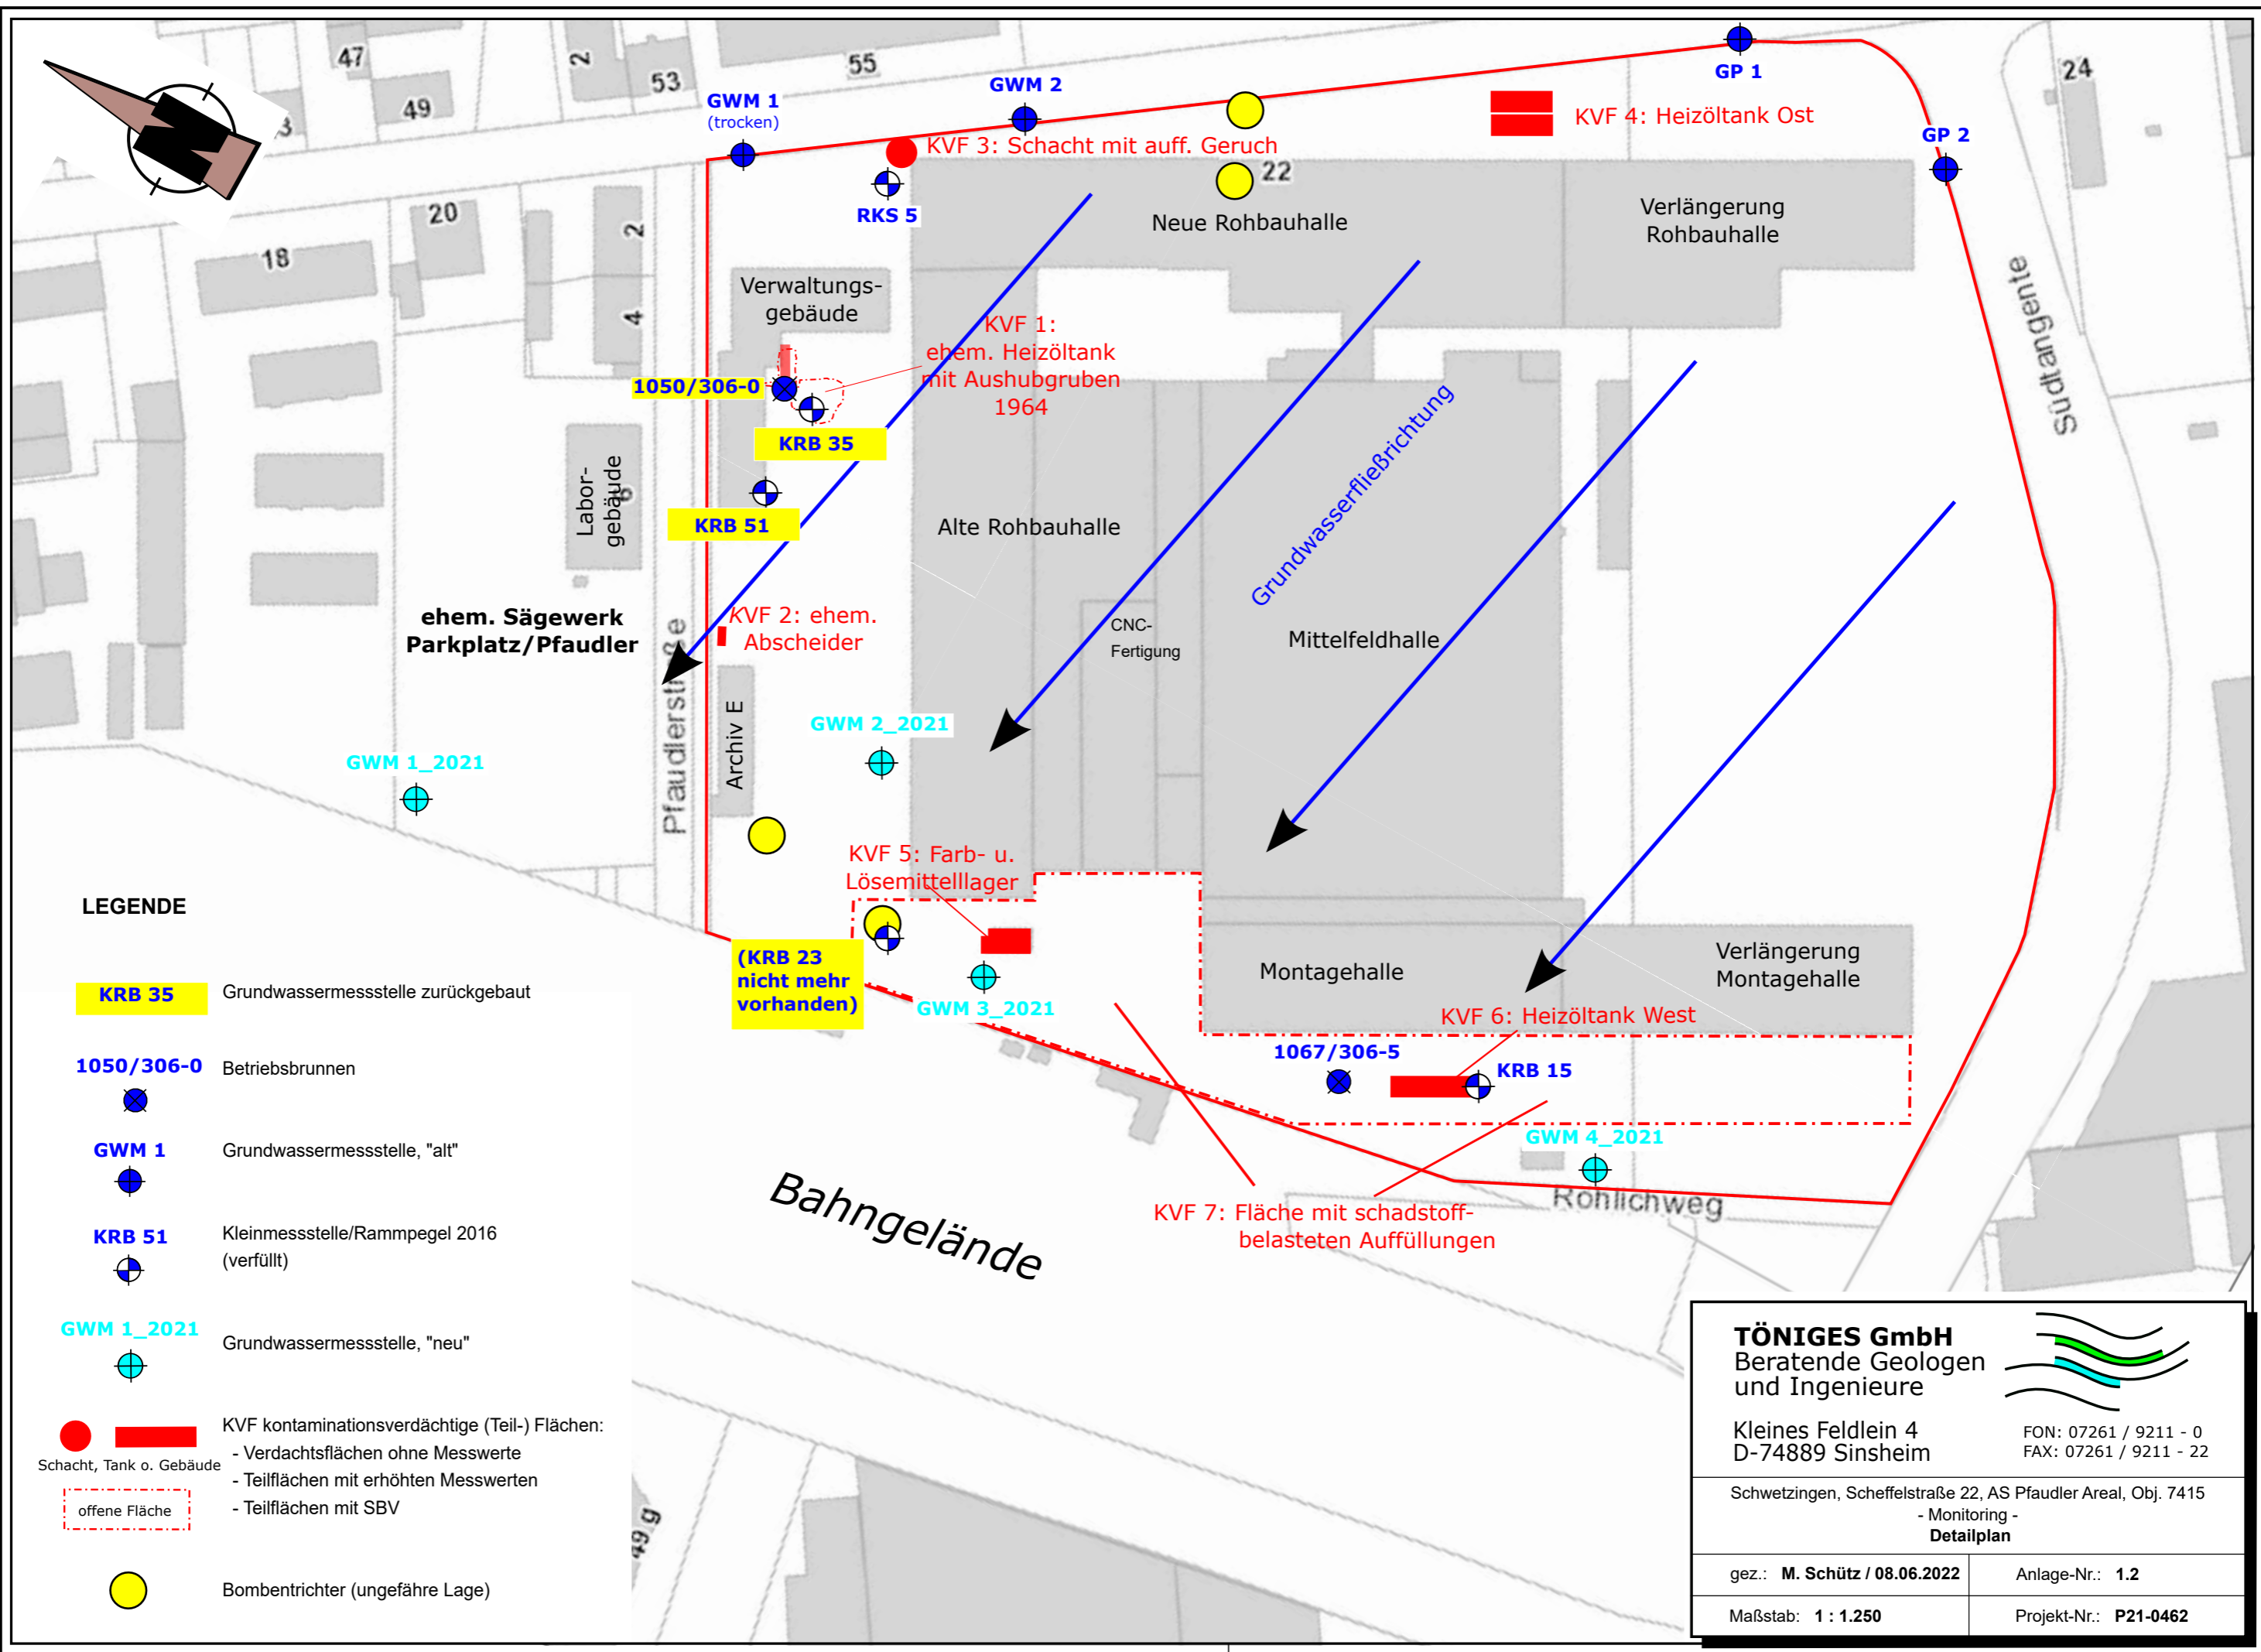 47
2
53
55
49
3
GWM 1
(trocken)
GWM 2
GP 1
24
KVF 4: Heizöltank Ost
GP 2
KVF 3: Schacht mit auff. Geruch
22
RKS 5
Neue Rohbauhalle
Verlängerung
Rohbauhalle
20
18
2
4
Südtangente
Verwaltungs-
gebäude
KVF 1:
ehem. Heizöltank
mit Aushubgruben
1964
1050/306-0
KRB 35
Grundwasserfließrichtung
Labor-
gebäude
6
KRB 51
Alte Rohbauhalle
ehem. Sägewerk
Parkplatz/Pfaudler
Pfaudlerstraße
KVF 2: ehem.
Abscheider
CNC-
Fertigung
Mittelfeldhalle
Archiv E
GWM 2_2021
GWM 1_2021
KVF 5: Farb- u.
Lösemittelllager
(KRB 23
nicht mehr
vorhanden)
GWM 3_2021
Montagehalle
Verlängerung
Montagehalle
KVF 6: Heizöltank West
1067/306-5
KRB 15
GWM 4_2021
Rohlichweg
KVF 7: Fläche mit schadstoff-
belasteten Auffüllungen
Bahngelände
49 g
LEGENDE
KRB 35
Grundwassermessstelle zurückgebaut
1050/306-0
Betriebsbrunnen
GWM 1
Grundwassermessstelle, "alt"
KRB 51
Kleinmessstelle/Rammpegel 2016
(verfüllt)
GWM 1_2021
Grundwassermessstelle, "neu"
KVF kontaminationsverdächtige (Teil-) Flächen:
- Verdachtsflächen ohne Messwerte
Schacht, Tank o. Gebäude
- Teilflächen mit erhöhten Messwerten
- Teilflächen mit SBV
offene Fläche
Bombentrichter (ungefähre Lage)
TÖNIGES GmbH
Beratende Geologen
und Ingenieure
Kleines Feldlein 4
D-74889 Sinsheim
FON: 07261 / 9211 - 0
FAX: 07261 / 9211 - 22
Schwetzingen, Scheffelstraße 22, AS Pfaudler Areal, Obj. 7415
- Monitoring -
Detailplan
gez.: M. Schütz / 08.06.2022
Anlage-Nr.: 1.2
Maßstab: 1 : 1.250
Projekt-Nr.: P21-0462